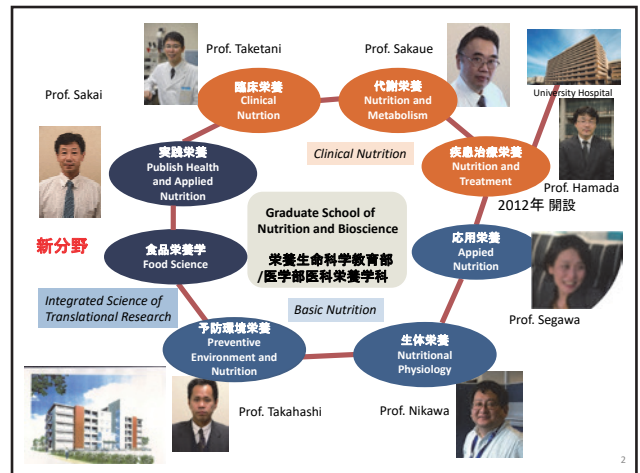 Prof. Taketani
Prof. Sakaue
University Hospital
Prof. Sakai
臨床栄養
Clinical
Nutrtion
代謝栄養
Nutrition and
Metabolism
実践栄養
Publish Health
and Applied
Nutrition
Clinical Nutrition
疾患治療栄養
Nutrition and
Treatment
Prof. Hamada
2012年 開設
新分野
食品栄養学
Food Science
Graduate School of
Nutrition and Bioscience
栄養生命科学教育部
/医学部医科栄養学科
応用栄養
Appied
Nutrition
Prof. Segawa
Integrated Science of
Translational Research
Basic Nutrition
予防環境栄養
Preventive
Environment and
Nutrition
生体栄養
Nutritional
Physiology
Prof. Takahashi
Prof. Nikawa
2